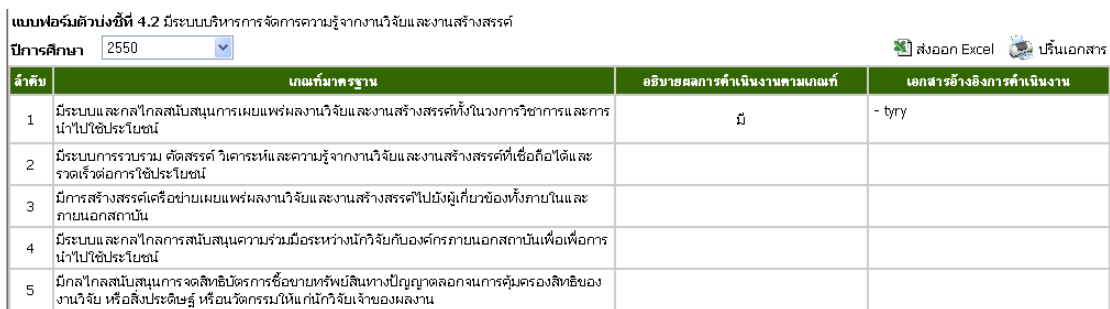 แบบฟอร์มตัวบ่งชี้ที่ 4.2 มีระบบบริหารการจัดการความรู้จากงานวิจัยและงานสร้างสรรค์
ปีการศึกษา 2550 ส่งออก Excel ปริ้นเอกสาร
ลำดับ เกณฑ์มาตรฐาน อธิบายผลการดำเนินงานตามเกณฑ์ เอกสารอ้างอิงการดำเนินงาน
1 มีระบบและกลไกลสนับสนุนการเผยแพร่ผลงานวิจัยและงานสร้างสรรค์ทั้งในวงการวิชาการและการ
นำไปใช้ประโยชน์
มี
- tyry
2 มีระบบการรวบรวม คัดสรรค์ วิเคาระห์และความรู้จากงานวิจัยและงานสร้างสรรค์ที่เชื่อถือได้และ
รวดเร็วต่อการใช้ประโยชน์
3 มีการสร้างสรรค์เครือข่ายเผยแพร่ผลงานวิจัยและงานสร้างสรรค์ไปยังผู้เกี่ยวข้องทั้งภายในและ
ภายนอกสถาบัน
4 มีระบบและกลไกลการสนับสนุนความร่วมมือระหว่างนักวิจัยกับองค์กรภายนอกสถาบันเพื่อเพื่อการ
นำไปใช้ประโยชน์
5 มีกลไกลสนับสนุนการจดสิทธิบัตรการซื้อขายทรัพย์สินทางปัญญาตลอกจนการคุ้มครองสิทธิของ
งานวิจัย หรือสิ่งประดิษฐ์ หรือนวัตกรรมให้แก่นักวิจัยเจ้าของผลงาน